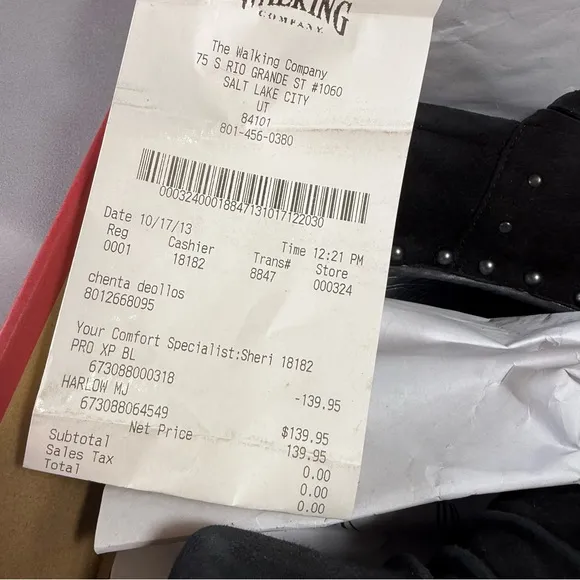 WALKING
COMPANY
The Walking Company
75 S RIO GRANDE ST #1060
SALT LAKE CITY
UT
84101
801-456-0380
00032400018847131017122030
Date 10/17/13 Time 12:21 PM
Reg Cashier Trans# Store
0001 18182 8847 000324
chenta deollos
8012668095
Your Comfort Specialist:Sheri 18182
PRO XP BL -139.95
673088000318
HARLOW MJ $139.95
673088064549
Net Price 139.95
Subtotal 0.00
Sales Tax 0.00
Total 0.00